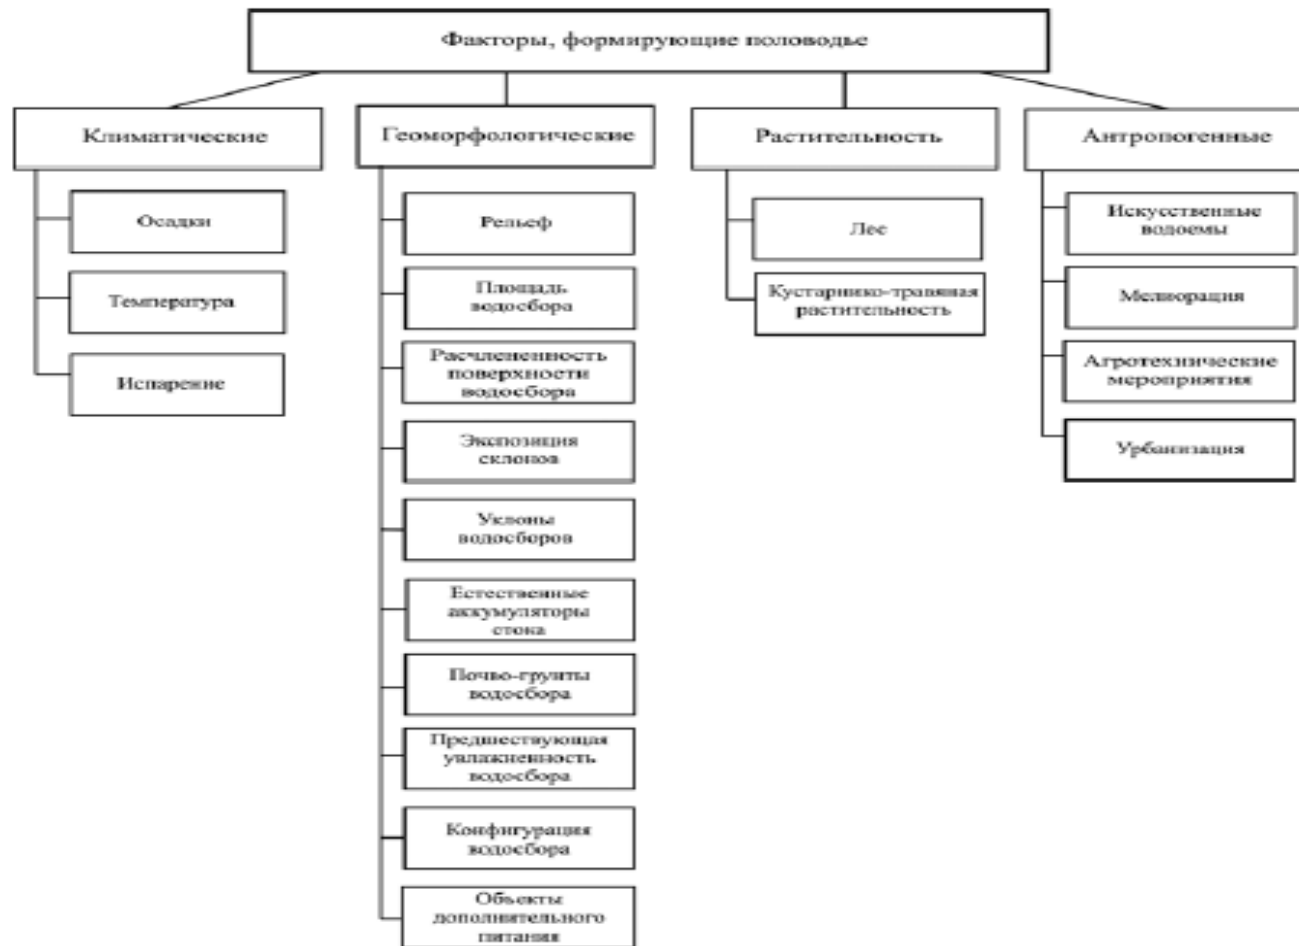 Факторы, формирующие половодье
Климатические
Осадки
Температура
Испарение
Геоморфологические
Рельеф
Площадь
водосбора
Расчлененность
поверхности
водосбора
Экспозиция
склонов
Уклоны
водосборов
Естественные
аккумуляторы
стока
Почво-грунты
водосбора
Предшествующая
увлажненность
водосбора
Конфигурация
водосбора
Объекты
дополнительного
питания
Растительность
Лес
Кустарнико-травяная
растительность
Антропогенные
Искусственные
водоемы
Мелиорация
Агротехнические
мероприятия
Урбанизация